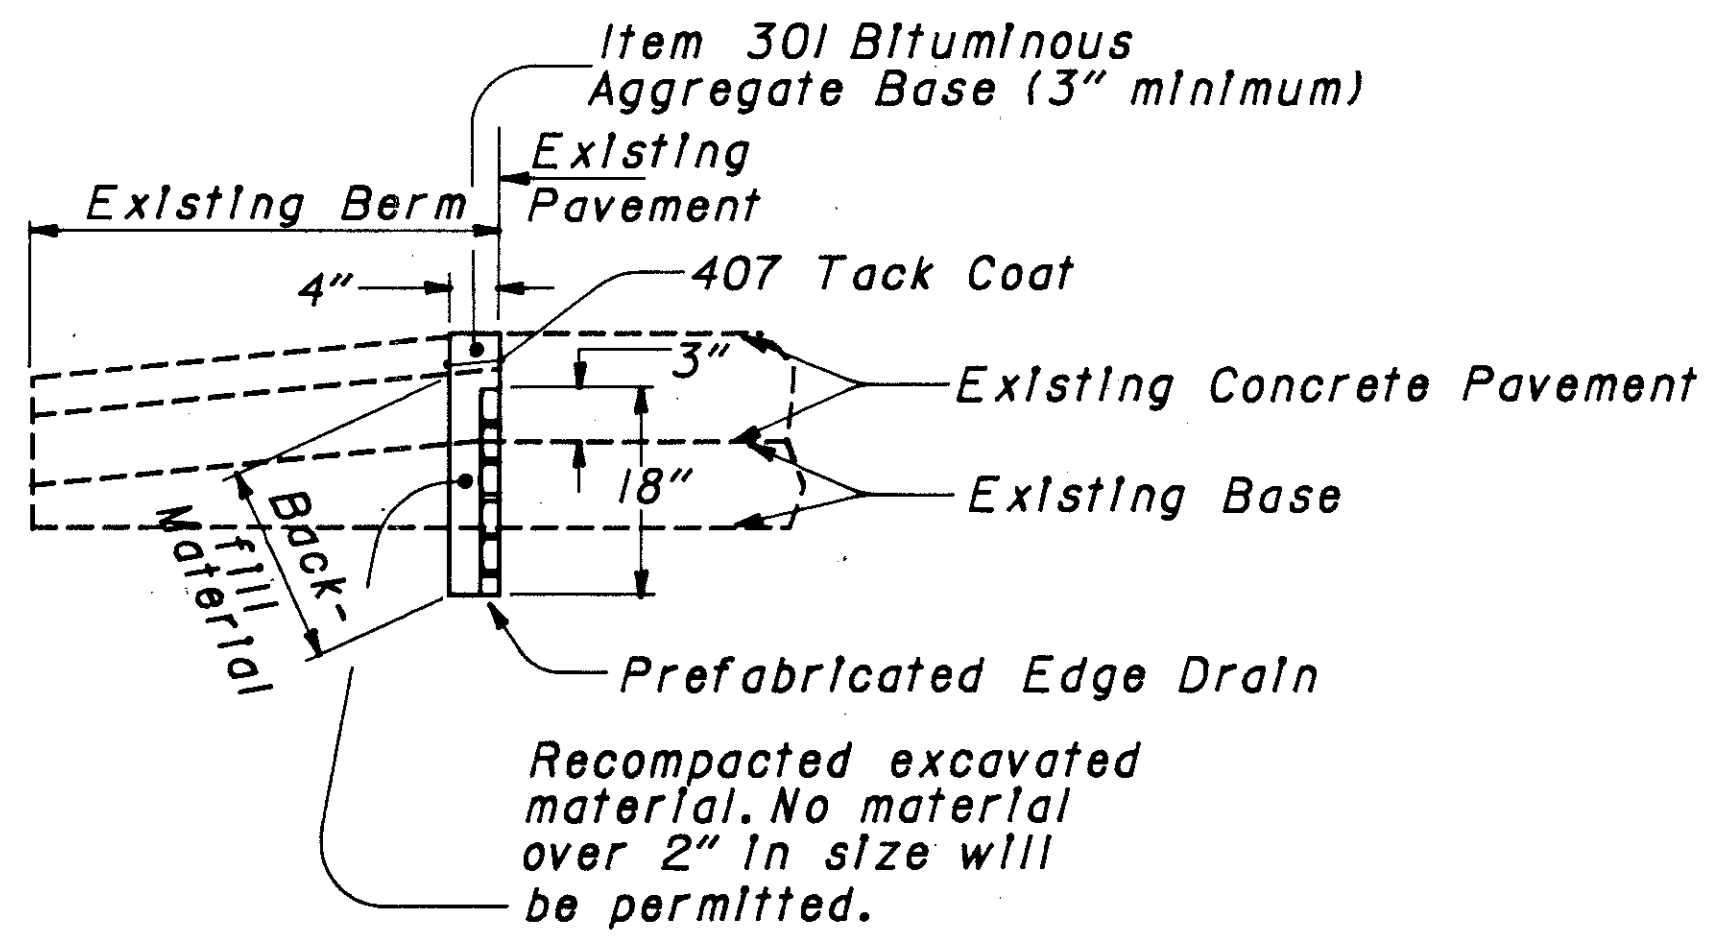 Item 301 Bituminous
Aggregate Base (3" minimum)
Existing
Pavement
Existing Berm
4"
407 Tack Coat
3"
Existing Concrete Pavement
18"
Existing Base
Back-
fill
Material
Prefabricated Edge Drain
Recompacted excavated
material. No material
over 2" in size will
be permitted.